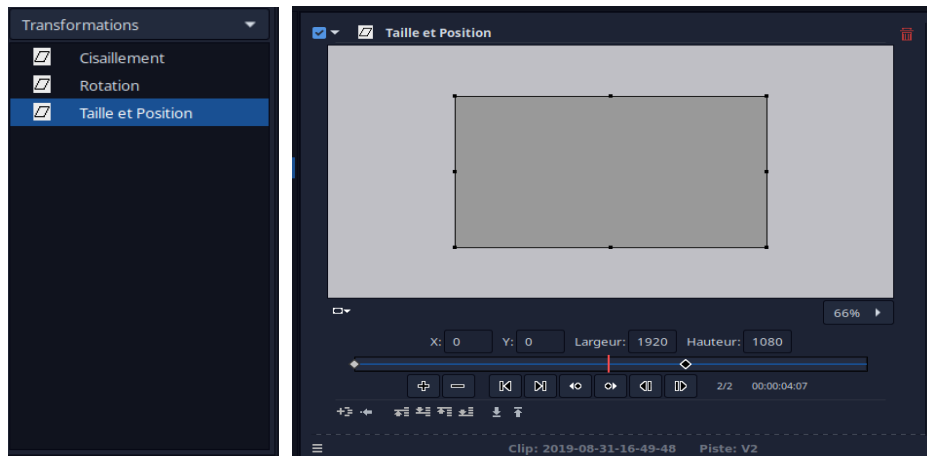 Transformations
Cisaillement
Rotation
Taille et Position
Taille et Position
66%
X: 0 Y: 0 Largeur: 1920 Hauteur: 1080
2/2 00:00:04:07
Clip: 2019-08-31-16-49-48 Piste: V2